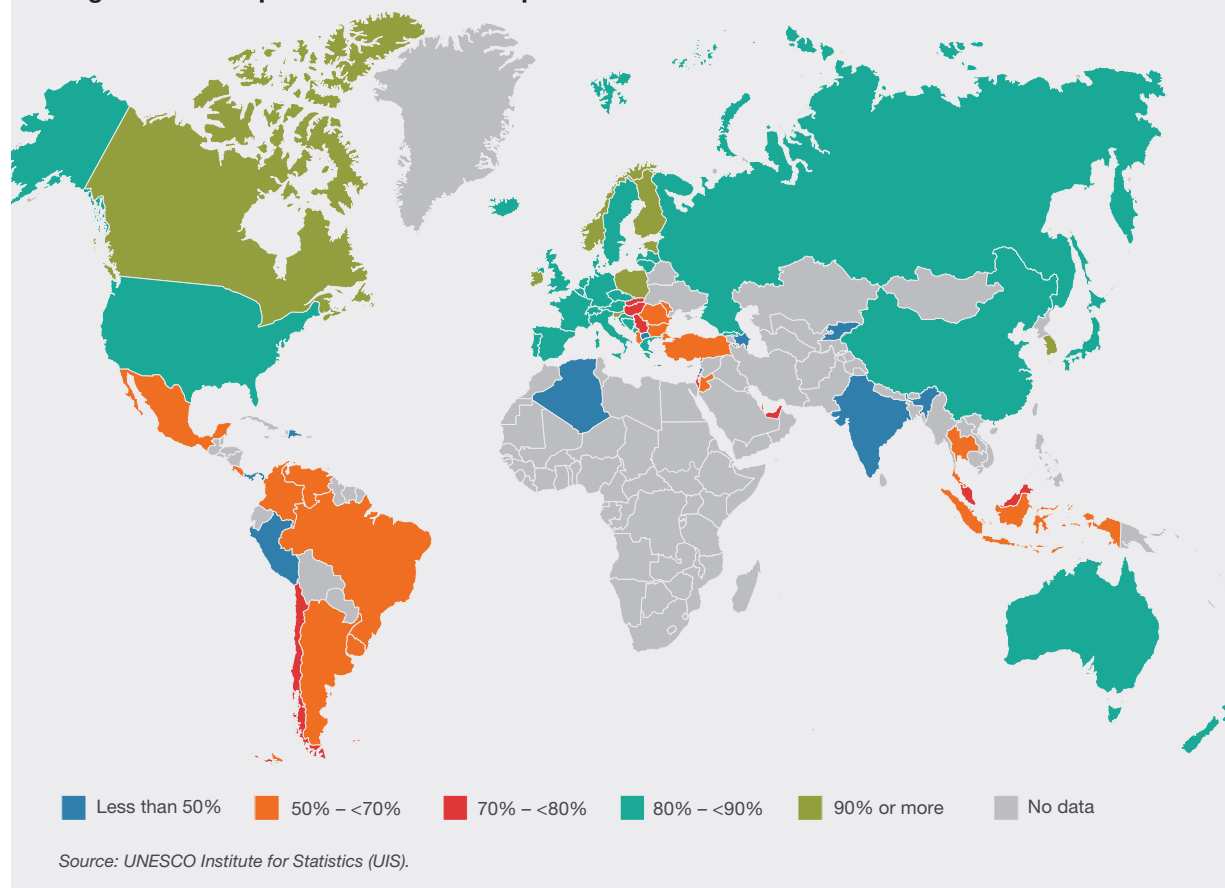 Less than 50%
50% – <70%
70% – <80%
80% – <90%
90% or more
No data
Source: UNESCO Institute for Statistics (UIS).